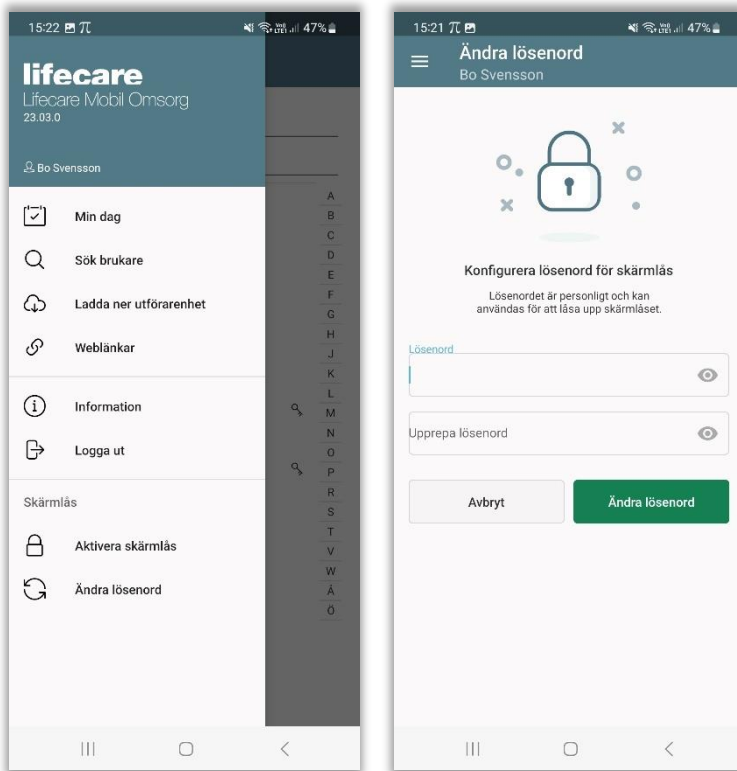 15:22 47%
lifecare
Lifecare Mobil Omsorg
23.03.0
Bo Svensson
Min dag
Sök brukare
Ladda ner utförarenhet
Weblänkar
Information
Logga ut
Skärmlås
Aktivera skärmlås
Ändra lösenord
A
B
C
D
E
F
G
H
J
K
L
M
N
O
P
R
S
T
V
W
Å
Ö
15:21 47%
Ändra lösenord
Bo Svensson
Konfigurera lösenord för skärmlås
Lösenordet är personligt och kan
användas för att låsa upp skärmlåset.
Lösenord
Upprepa lösenord
Avbryt
Ändra lösenord